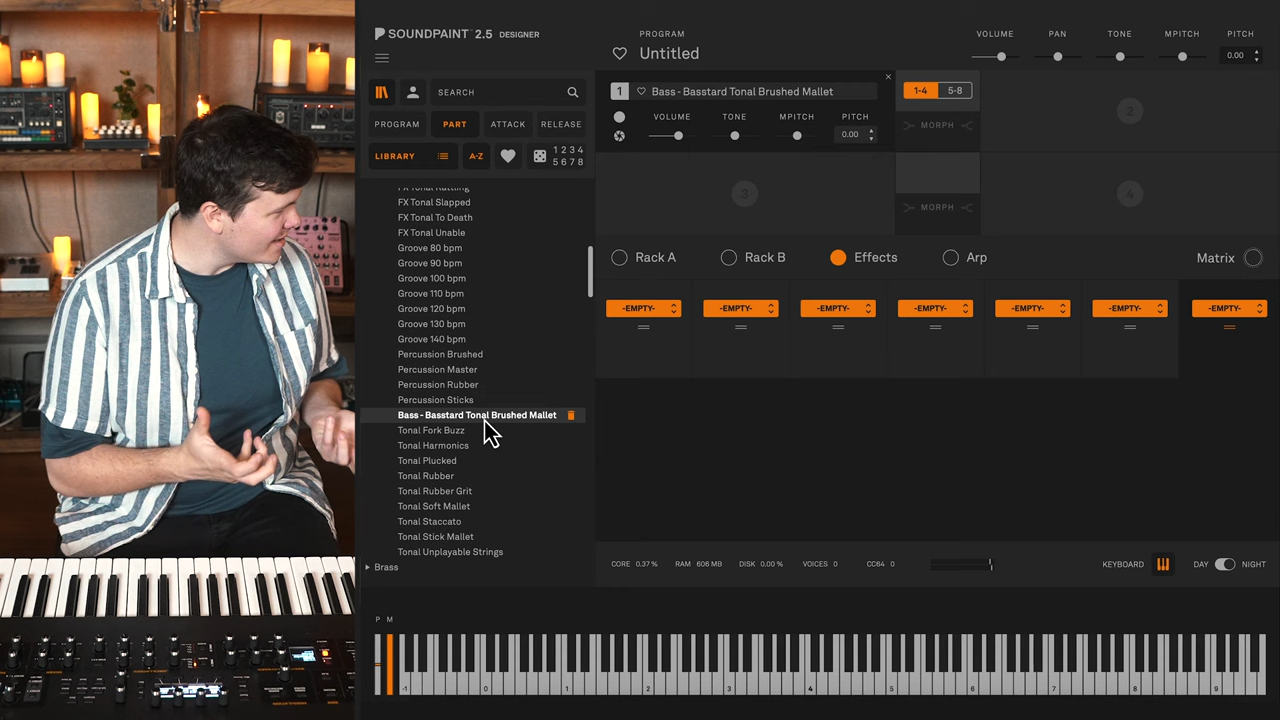 SOUNDPAINT 2.5 DESIGNER
PROGRAM
Untitled
VOLUME PAN TONE MPITCH PITCH
0.00
SEARCH
PROGRAM PART ATTACK RELEASE
LIBRARY A-Z 1 2 3 4
5 6 7 8
FX Tonal Rattling
FX Tonal Slapped
FX Tonal To Death
FX Tonal Unable
Groove 80 bpm
Groove 90 bpm
Groove 100 bpm
Groove 110 bpm
Groove 120 bpm
Groove 130 bpm
Groove 140 bpm
Percussion Brushed
Percussion Master
Percussion Rubber
Percussion Sticks
Bass - Basstard Tonal Brushed Mallet
Tonal Fork Buzz
Tonal Harmonics
Tonal Plucked
Tonal Rubber
Tonal Rubber Grit
Tonal Soft Mallet
Tonal Staccato
Tonal Stick Mallet
Tonal Unplayable Strings
Brass
1 Bass - Basstard Tonal Brushed Mallet
VOLUME TONE MPITCH PITCH
0.00
1-4 5-8
MORPH
2
3
MORPH
4
Rack A Rack B Effects Arp Matrix
-EMPTY- -EMPTY- -EMPTY- -EMPTY- -EMPTY- -EMPTY- -EMPTY-
CORE 0.37 % RAM 606 MB DISK 0.00 % VOICES 0 CC64 0 KEYBOARD DAY NIGHT
P M
-1 0 1 2 3 4 5 6 7 8 9